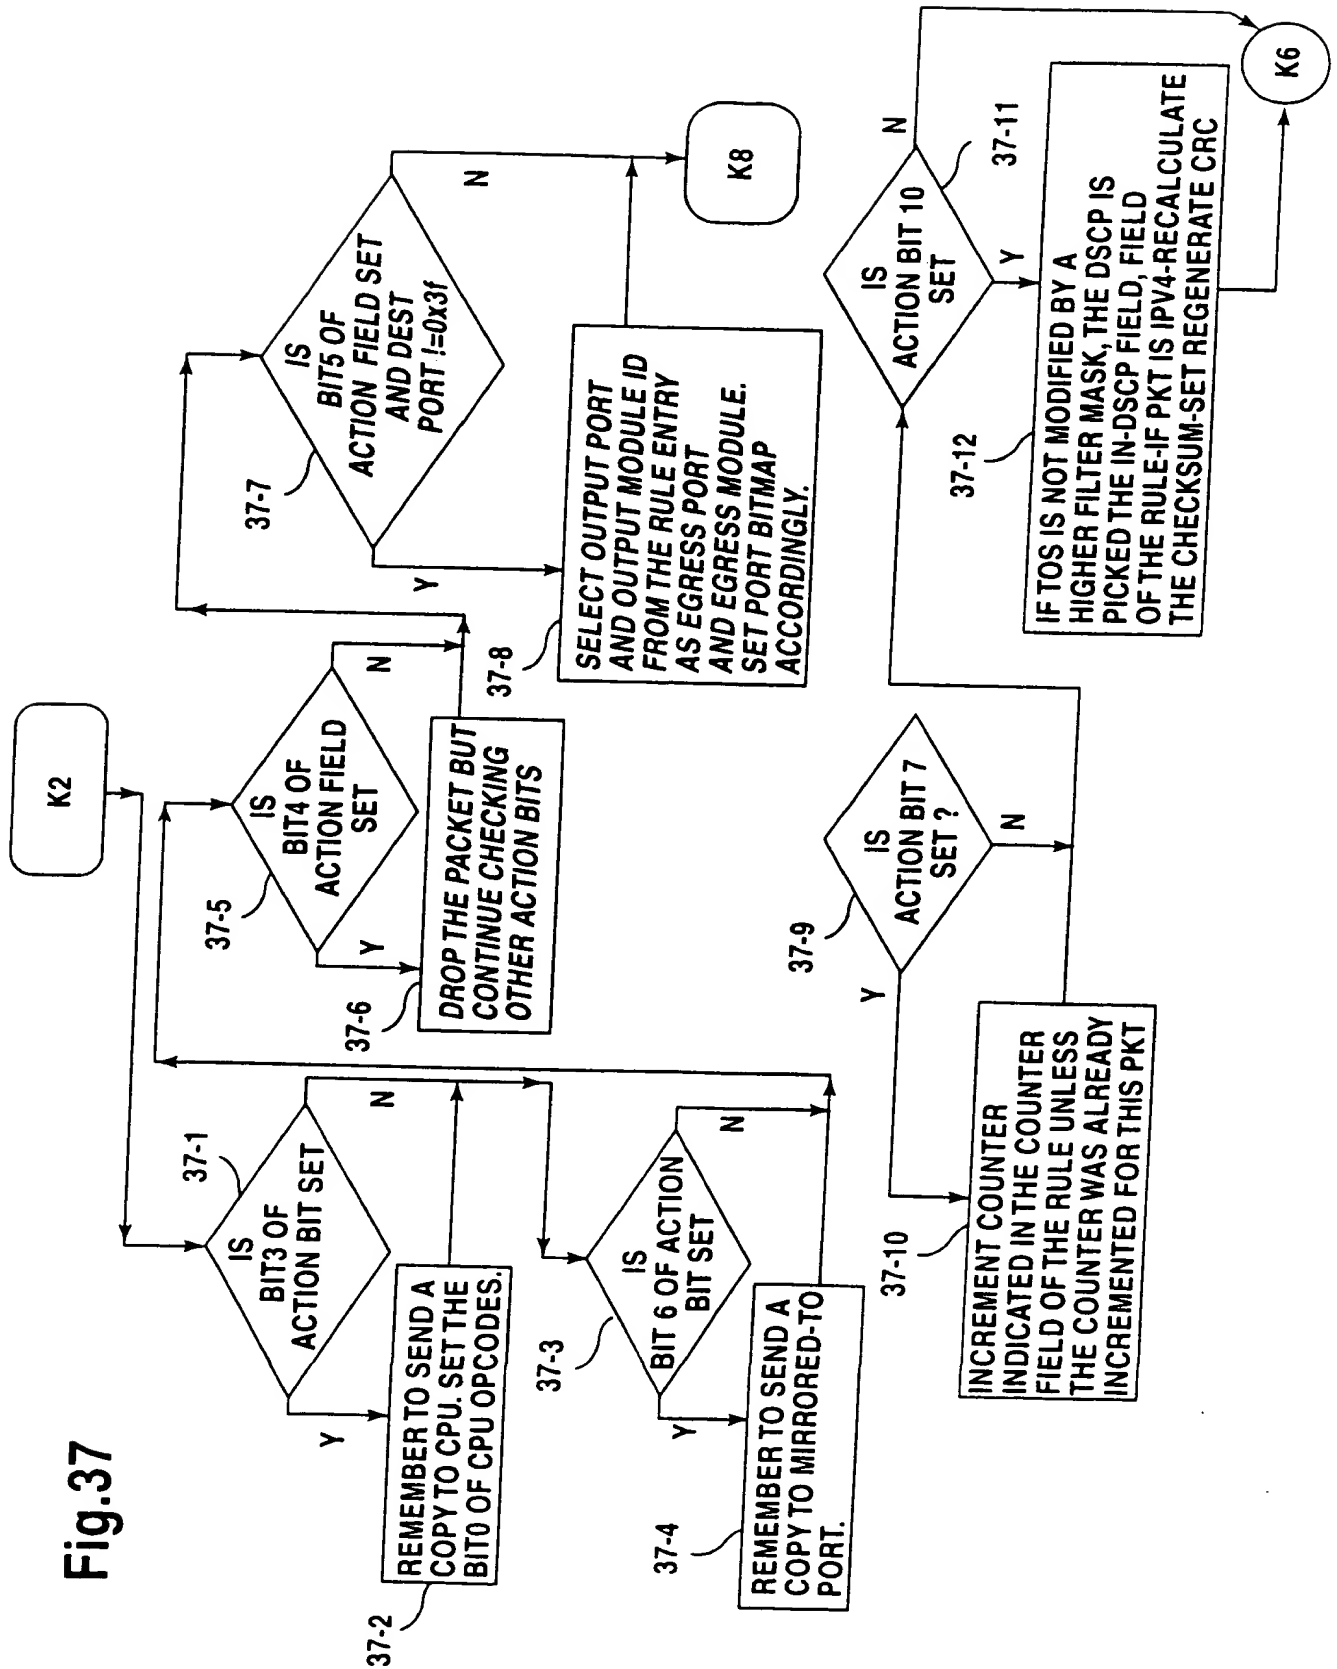 Fig.37
K2
37-1
IS
BIT3 OF
ACTION BIT SET
Y
N
37-2
REMEMBER TO SEND A
COPY TO CPU. SET THE
BIT0 OF CPU OPCODES.
37-3
IS
BIT 6 OF ACTION
BIT SET
Y
N
37-4
REMEMBER TO SEND A
COPY TO MIRRORED-TO
PORT.
37-5
IS
BIT4 OF
ACTION FIELD
SET
Y
N
37-6
DROP THE PACKET BUT
CONTINUE CHECKING
OTHER ACTION BITS
37-7
IS
BIT5 OF
ACTION FIELD SET
AND DEST
PORT !=0x3f
Y
N
37-8
SELECT OUTPUT PORT
AND OUTPUT MODULE ID
FROM THE RULE ENTRY
AS EGRESS PORT
AND EGRESS MODULE.
SET PORT BITMAP
ACCORDINGLY.
K8
37-9
IS
ACTION BIT 7
SET ?
Y
N
37-10
INCREMENT COUNTER
INDICATED IN THE COUNTER
FIELD OF THE RULE UNLESS
THE COUNTER WAS ALREADY
INCREMENTED FOR THIS PKT
37-11
IS
ACTION BIT 10
SET
Y
N
37-12
IF TOS IS NOT MODIFIED BY A
HIGHER FILTER MASK, THE DSCP IS
PICKED THE IN-DSCP FIELD, FIELD
OF THE RULE-IF PKT IS IPV4-RECALCULATE
THE CHECKSUM-SET REGENERATE CRC
K6